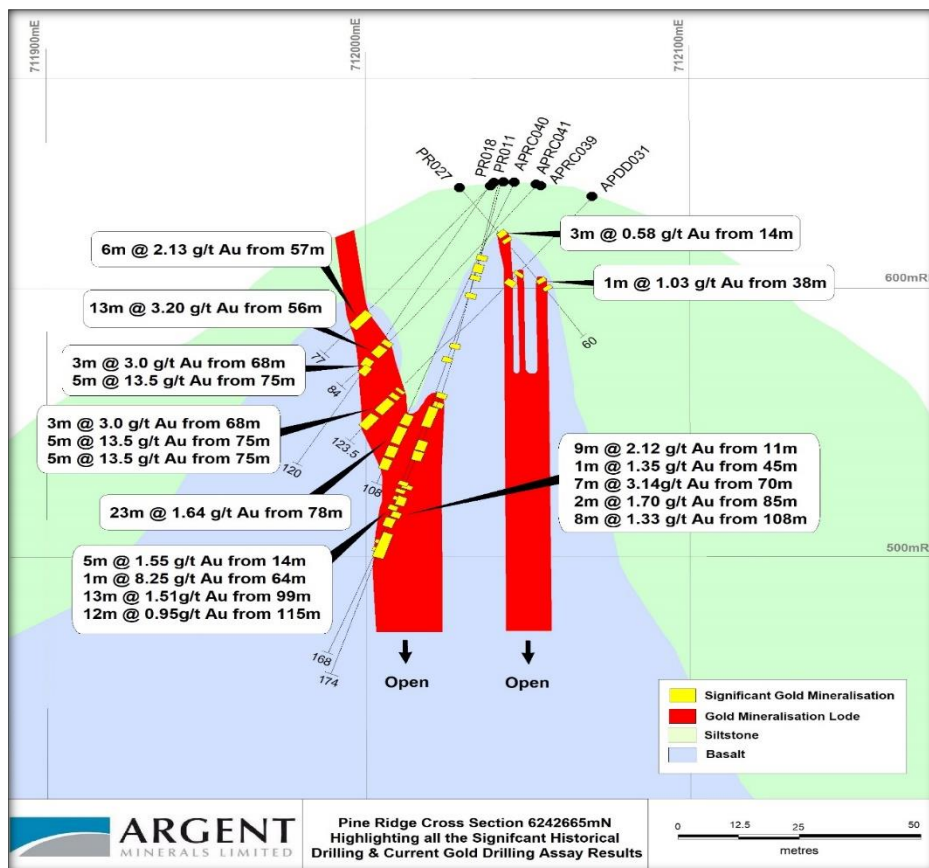 711900mE
712000mE
712100mE
PR027
PR018
PR011
APRC040
APRC041
APRC039
APDD031
6m @ 2.13 g/t Au from 57m
3m @ 0.58 g/t Au from 14m
600mR
1m @ 1.03 g/t Au from 38m
13m @ 3.20 g/t Au from 56m
77
60
3m @ 3.0 g/t Au from 68m
5m @ 13.5 g/t Au from 75m
84
3m @ 3.0 g/t Au from 68m
5m @ 13.5 g/t Au from 75m
5m @ 13.5 g/t Au from 75m
123.5
120
108
9m @ 2.12 g/t Au from 11m
1m @ 1.35 g/t Au from 45m
7m @ 3.14g/t Au from 70m
2m @ 1.70 g/t Au from 85m
8m @ 1.33 g/t Au from 108m
23m @ 1.64 g/t Au from 78m
500mR
5m @ 1.55 g/t Au from 14m
1m @ 8.25 g/t Au from 64m
13m @ 1.51g/t Au from 99m
12m @ 0.95g/t Au from 115m
168
174
Open
Open
Significant Gold Mineralisation
Gold Mineralisation Lode
Siltstone
Basalt
ARGENT
MINERALS LIMITED
Pine Ridge Cross Section 6242665mN
Highlighting all the Signifcant Historical
Drilling & Current Gold Drilling Assay Results
0 12.5 25 50
metres